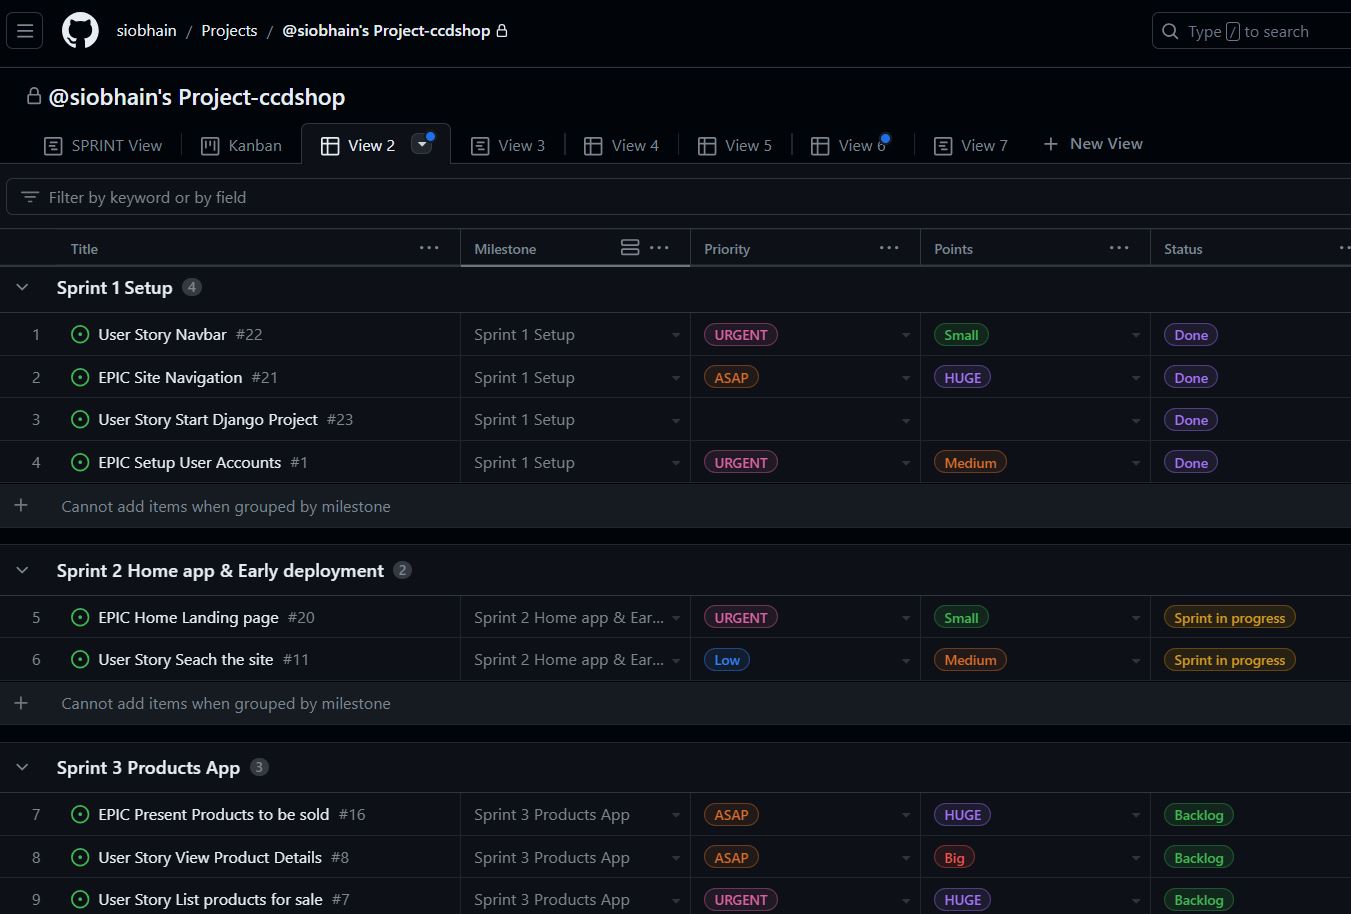 siobhain / Projects / @siobhain's Project-ccdshop
Type / to search
@siobhain's Project-ccdshop
SPRINT View Kanban View 2 View 3 View 4 View 5 View 6 View 7 + New View
Filter by keyword or by field
Title ... Milestone ... Priority ... Points ... Status
Sprint 1 Setup 4
1 User Story Navbar #22 Sprint 1 Setup URGENT Small Done
2 EPIC Site Navigation #21 Sprint 1 Setup ASAP HUGE Done
3 User Story Start Django Project #23 Sprint 1 Setup Done
4 EPIC Setup User Accounts #1 Sprint 1 Setup URGENT Medium Done
+ Cannot add items when grouped by milestone
Sprint 2 Home app & Early deployment 2
5 EPIC Home Landing page #20 Sprint 2 Home app & Ear... URGENT Small Sprint in progress
6 User Story Seach the site #11 Sprint 2 Home app & Ear... Low Medium Sprint in progress
+ Cannot add items when grouped by milestone
Sprint 3 Products App 3
7 EPIC Present Products to be sold #16 Sprint 3 Products App ASAP HUGE Backlog
8 User Story View Product Details #8 Sprint 3 Products App ASAP Big Backlog
9 User Story List products for sale #7 Sprint 3 Products App URGENT HUGE Backlog